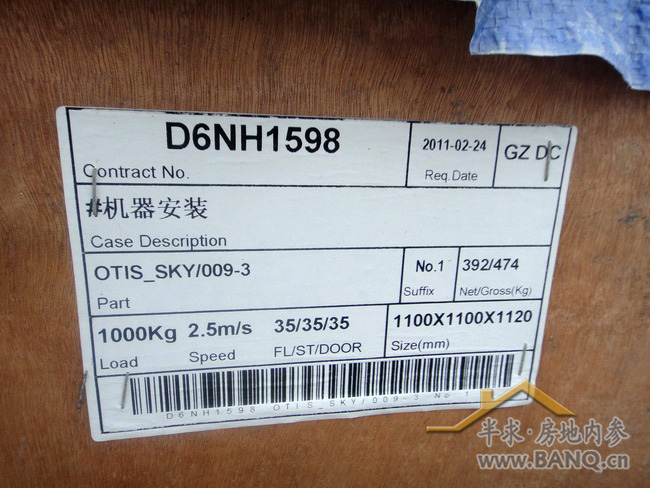 D6NH1598
Contract No.
2011-02-24
Req.Date
GZ DC
#机器安装
Case Description
OTIS_SKY/009-3
Part
No.1
Suffix
392/474
Net/Gross(Kg)
1000Kg 2.5m/s 35/35/35
Load Speed FL/ST/DOOR
1100X1100X1120
Size(mm)
D6NH1598 OTIS_SKY/009-3 No 1
半求·房地内参
www.BANQ.cn